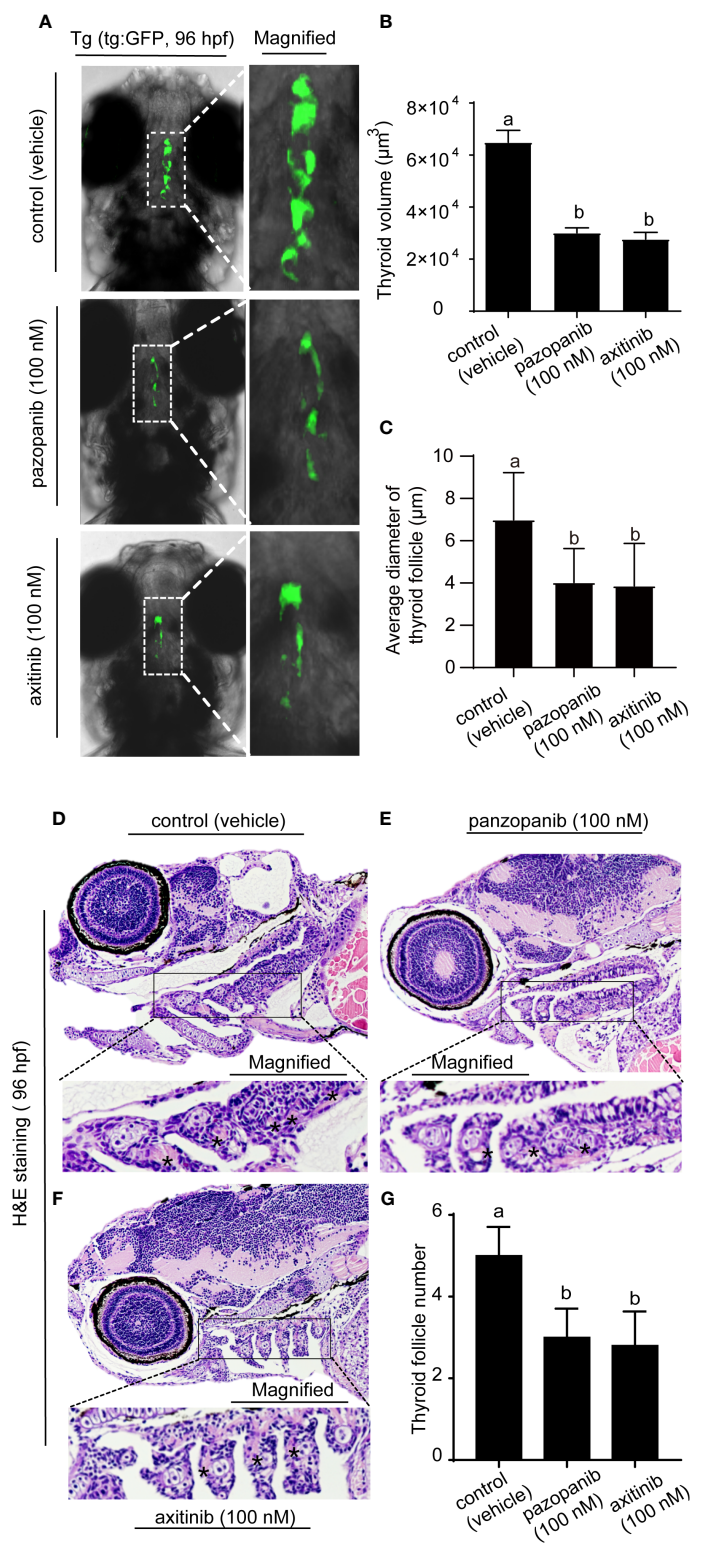 A
Tg (tg:GFP, 96 hpf)
Magnified
control (vehicle)
pazopanib (100 nM)
axitinib (100 nM)
B
Thyroid volume (µm³)
8×10⁴
6×10⁴
4×10⁴
2×10⁴
0
a
b
b
control
(vehicle)
pazopanib
(100 nM)
axitinib
(100 nM)
C
Average diameter of
thyroid follicle (µm)
10
8
6
4
2
0
a
b
b
control
(vehicle)
pazopanib
(100 nM)
axitinib
(100 nM)
D
control (vehicle)
Magnified
* * * * *
E
panzopanib (100 nM)
Magnified
* * *
H&E staining ( 96 hpf)
F
Magnified
* * *
axitinib (100 nM)
G
Thyroid follicle number
6
4
2
0
a
b
b
control
(vehicle)
pazopanib
(100 nM)
axitinib
(100 nM)